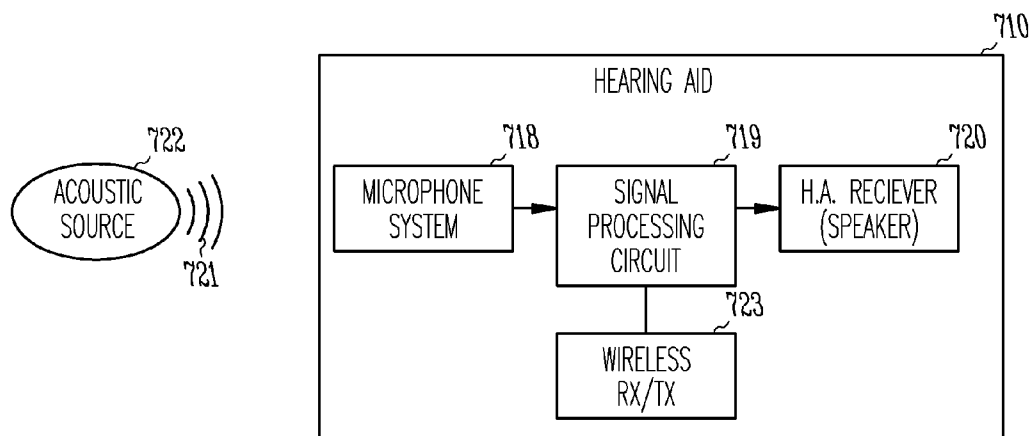 710
HEARING AID
722
ACOUSTIC
SOURCE
721
718
MICROPHONE
SYSTEM
719
SIGNAL
PROCESSING
CIRCUIT
720
H.A. RECIEVER
(SPEAKER)
723
WIRELESS
RX/TX